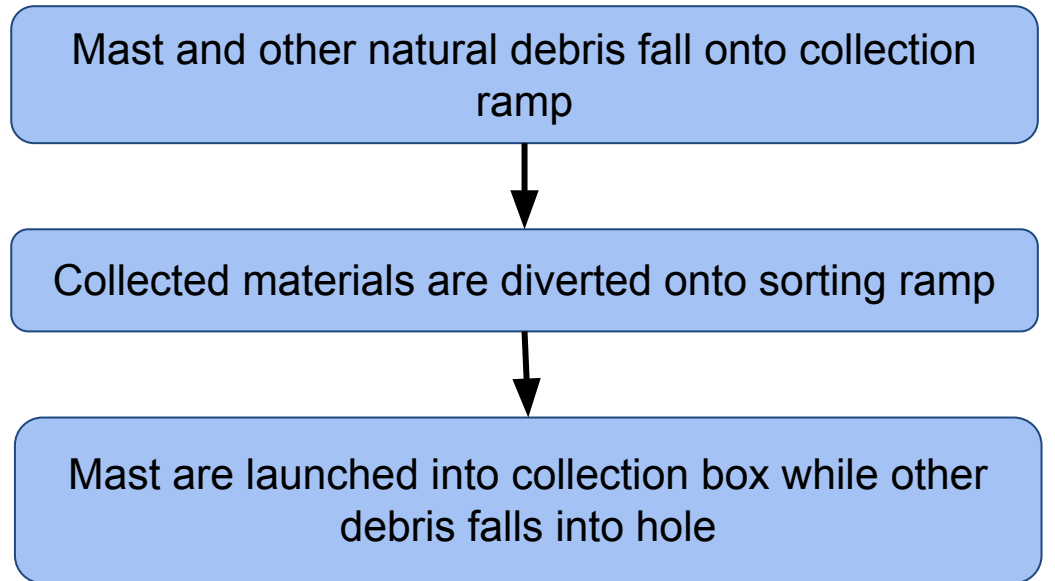 Mast and other natural debris fall onto collection
ramp
Collected materials are diverted onto sorting ramp
Mast are launched into collection box while other
debris falls into hole